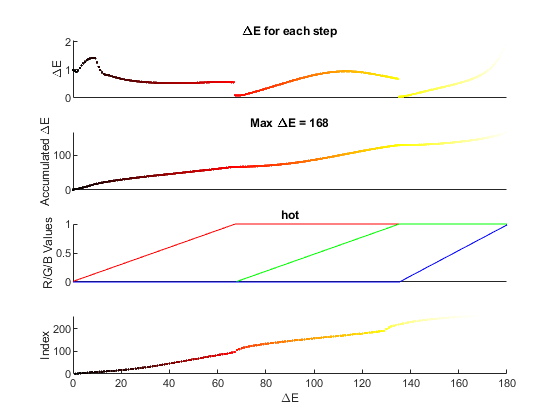 ΔE for each step
2
1
0
ΔE
Max ΔE = 168
100
0
Accumulated ΔE
hot
1
0.5
0
R/G/B Values
200
100
0
Index
0 20 40 60 80 100 120 140 160 180
ΔE